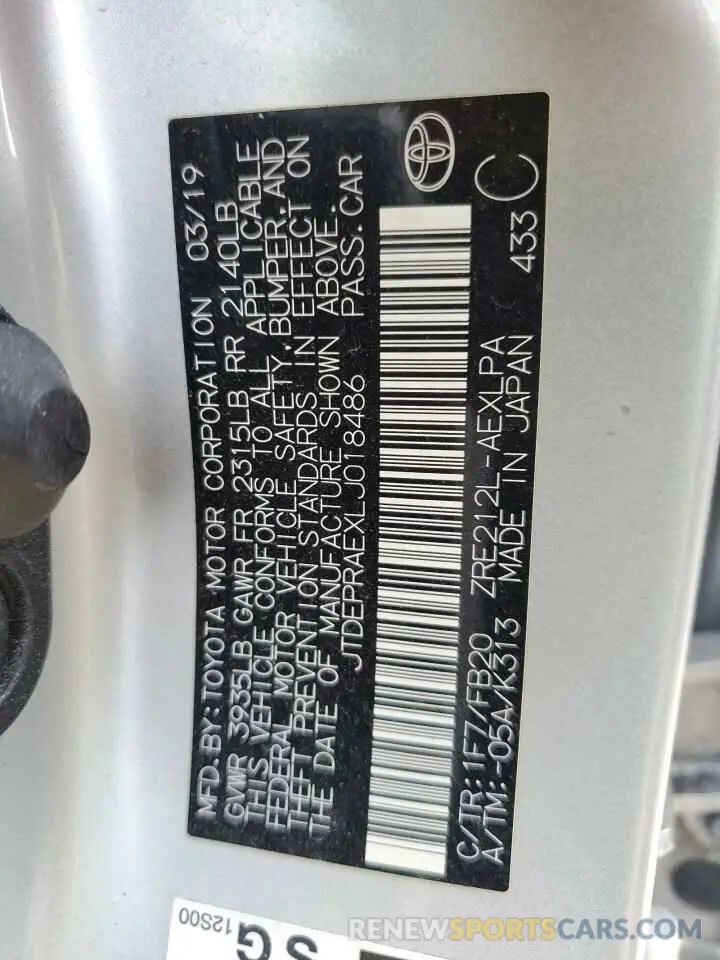 MFD.BY:TOYOTA MOTOR CORPORATION 03/19
GVWR 3935LB GAWR FR 2315LB RR 2140LB
THIS VEHICLE CONFORMS TO ALL APPLICABLE
FEDERAL MOTOR VEHICLE SAFETY,BUMPER,AND
THEFT PREVENTION STANDARDS IN EFFECT ON
THE DATE OF MANUFACTURE SHOWN ABOVE.
JTDEPRAEXLJ018486 PASS.CAR
C/TR:1F7/FB20 ZRE212L-AEXLPA 433
A/TM:-05A/K313 MADE IN JAPAN
C
SG
12S00
RENEWSPORTSCARS.COM